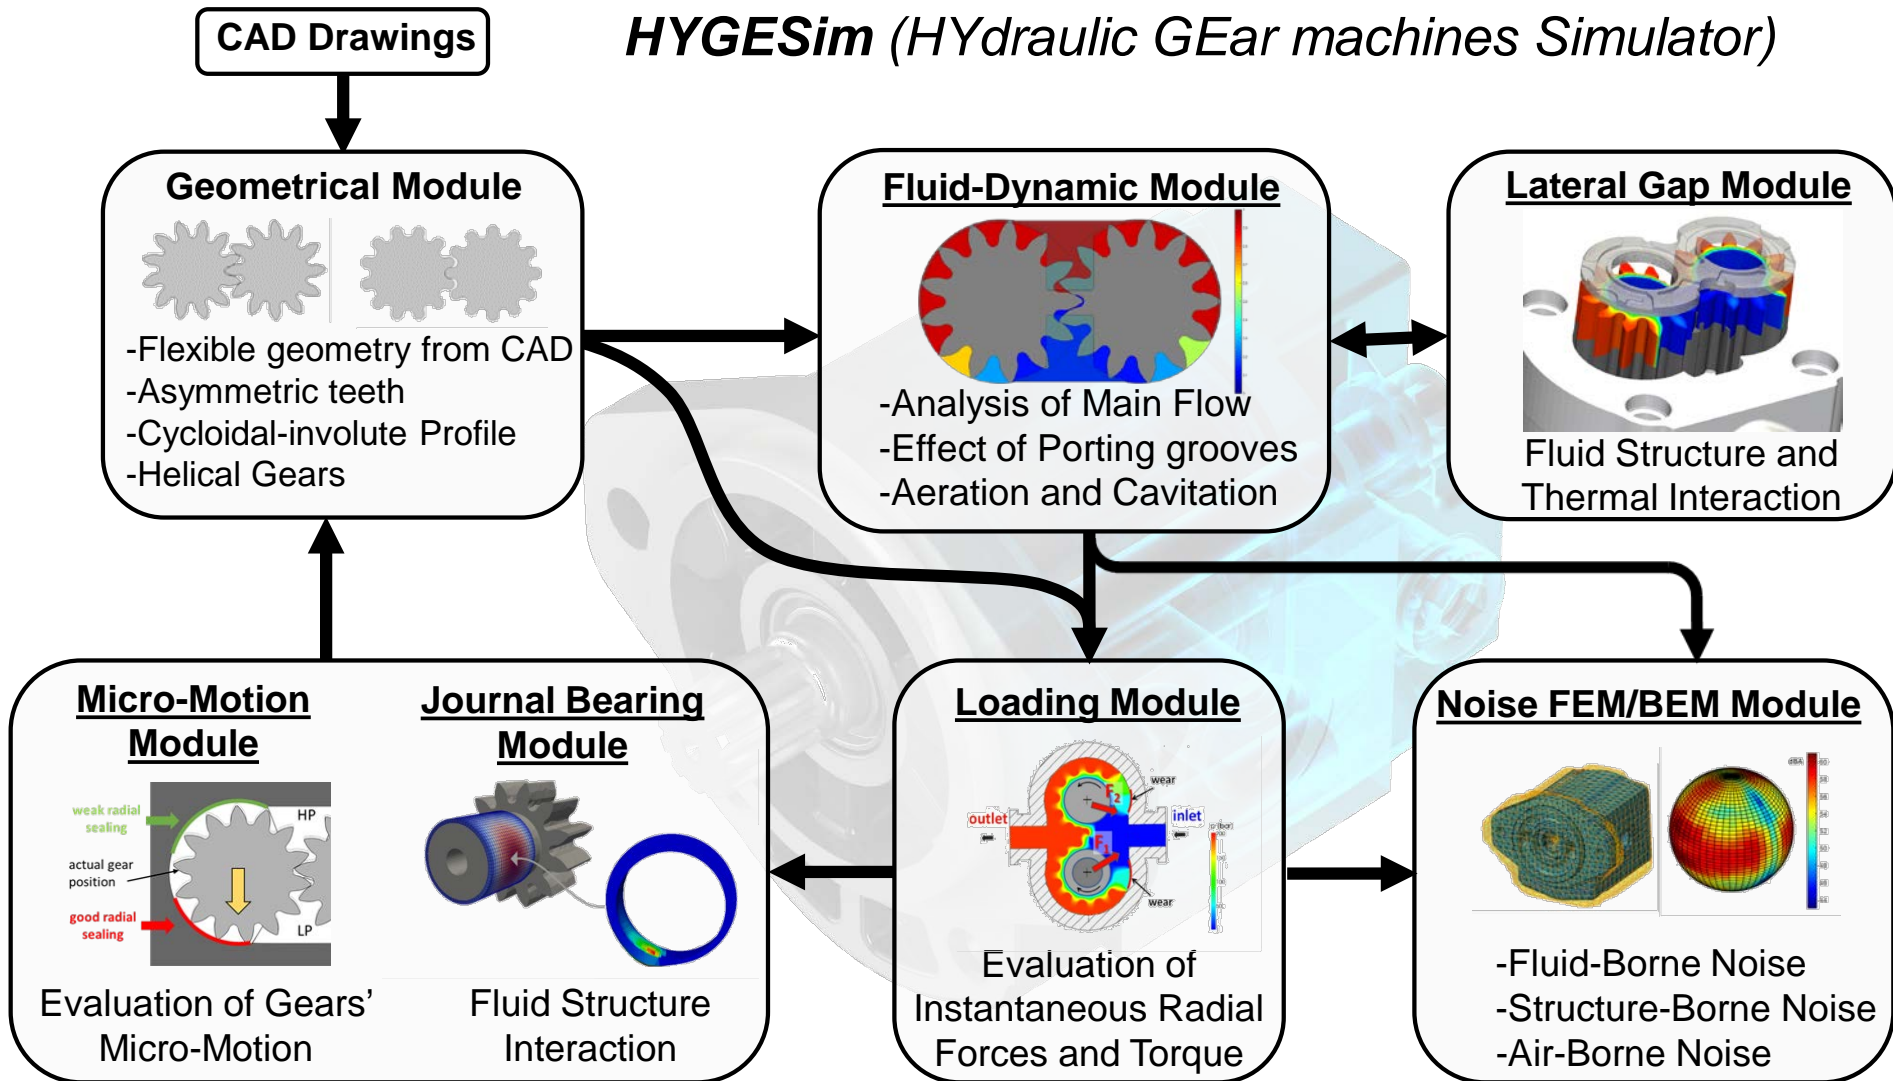 CAD Drawings
HYGESim (HYdraulic GEar machines Simulator)
Geometrical Module
-Flexible geometry from CAD
-Asymmetric teeth
-Cycloidal-involute Profile
-Helical Gears
Fluid-Dynamic Module
-Analysis of Main Flow
-Effect of Porting grooves
-Aeration and Cavitation
Lateral Gap Module
Fluid Structure and
Thermal Interaction
Micro-Motion
Module
weak radial
sealing
HP
actual gear
position
good radial
sealing
LP
Evaluation of Gears’
Micro-Motion
Journal Bearing
Module
Fluid Structure
Interaction
Loading Module
wear
F2
outlet
inlet
F1
wear
Evaluation of
Instantaneous Radial
Forces and Torque
Noise FEM/BEM Module
dBA
-Fluid-Borne Noise
-Structure-Borne Noise
-Air-Borne Noise